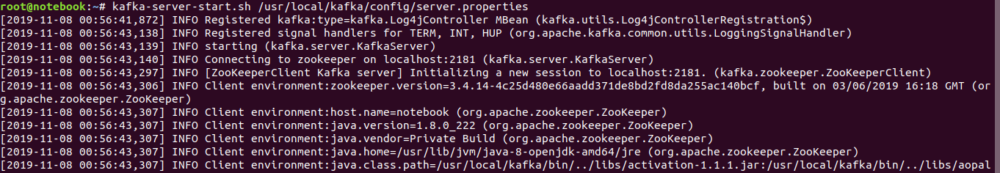 root@notebook:~# kafka-server-start.sh /usr/local/kafka/config/server.properties
[2019-11-08 00:56:41,872] INFO Registered kafka:type=kafka.Log4jController MBean (kafka.utils.Log4jControllerRegistration$)
[2019-11-08 00:56:43,138] INFO Registered signal handlers for TERM, INT, HUP (org.apache.kafka.common.utils.LoggingSignalHandler)
[2019-11-08 00:56:43,139] INFO starting (kafka.server.KafkaServer)
[2019-11-08 00:56:43,140] INFO Connecting to zookeeper on localhost:2181 (kafka.server.KafkaServer)
[2019-11-08 00:56:43,297] INFO [ZooKeeperClient Kafka server] Initializing a new session to localhost:2181. (kafka.zookeeper.ZooKeeperClient)
[2019-11-08 00:56:43,306] INFO Client environment:zookeeper.version=3.4.14-4c25d480e66aadd371de8bd2fd8da255ac140bcf, built on 03/06/2019 16:18 GMT (or
g.apache.zookeeper.ZooKeeper)
[2019-11-08 00:56:43,307] INFO Client environment:host.name=notebook (org.apache.zookeeper.ZooKeeper)
[2019-11-08 00:56:43,307] INFO Client environment:java.version=1.8.0_222 (org.apache.zookeeper.ZooKeeper)
[2019-11-08 00:56:43,307] INFO Client environment:java.vendor=Private Build (org.apache.zookeeper.ZooKeeper)
[2019-11-08 00:56:43,307] INFO Client environment:java.home=/usr/lib/jvm/java-8-openjdk-amd64/jre (org.apache.zookeeper.ZooKeeper)
[2019-11-08 00:56:43,307] INFO Client environment:java.class.path=/usr/local/kafka/bin/../libs/activation-1.1.1.jar:/usr/local/kafka/bin/../libs/aopal